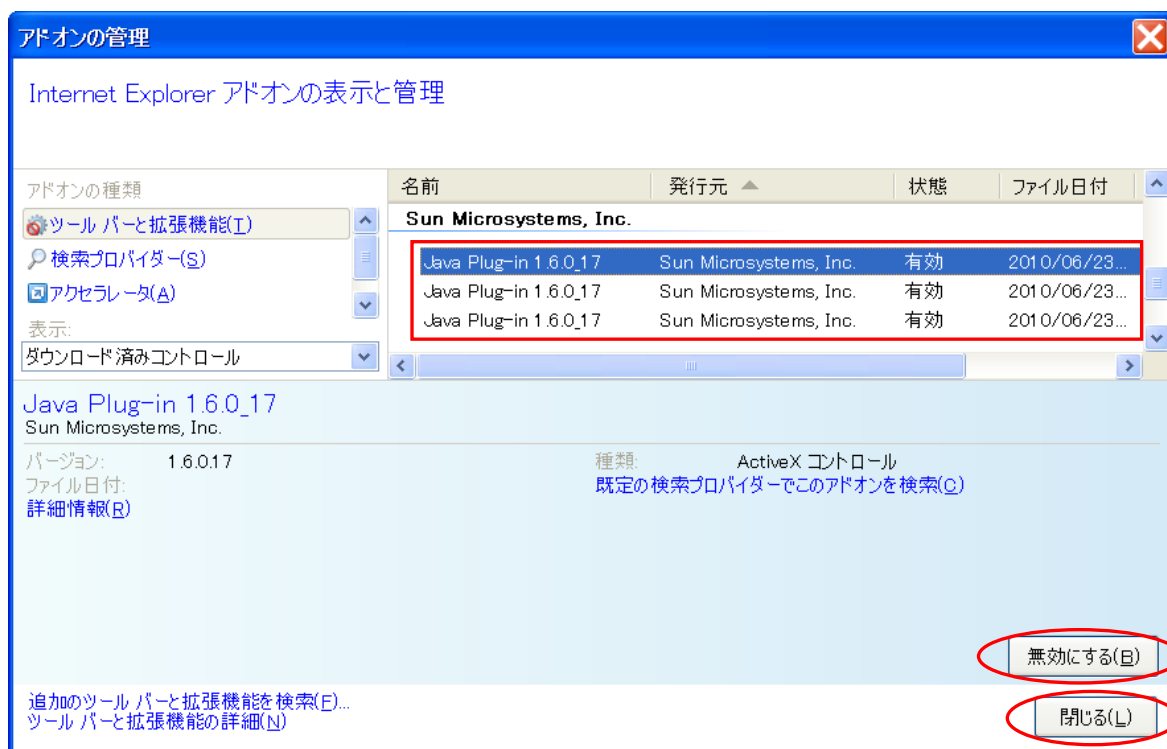 アドオンの管理
Internet Explorer アドオンの表示と管理
アドオンの種類
ツール バーと拡張機能(T)
検索プロバイダー(S)
アクセラレータ(A)
表示:
ダウンロード済みコントロール
名前 発行元 状態 ファイル日付
Sun Microsystems, Inc.
Java Plug-in 1.6.0_17 Sun Microsystems, Inc. 有効 2010/06/23...
Java Plug-in 1.6.0_17 Sun Microsystems, Inc. 有効 2010/06/23...
Java Plug-in 1.6.0_17 Sun Microsystems, Inc. 有効 2010/06/23...
Java Plug-in 1.6.0_17
Sun Microsystems, Inc.
バージョン: 1.6.0.17
ファイル日付:
詳細情報(R)
種類: ActiveX コントロール
既定の検索プロバイダーでこのアドオンを検索(C)
無効にする(B)
追加のツール バーと拡張機能を検索(F)...
ツール バーと拡張機能の詳細(N)
閉じる(L)